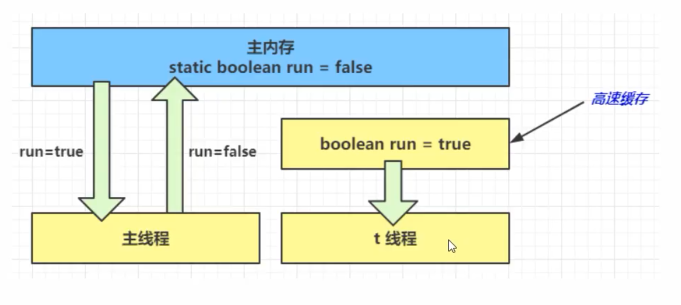 主内存
static boolean run = false
高速缓存
run=true
run=false
boolean run = true
主线程
t 线程